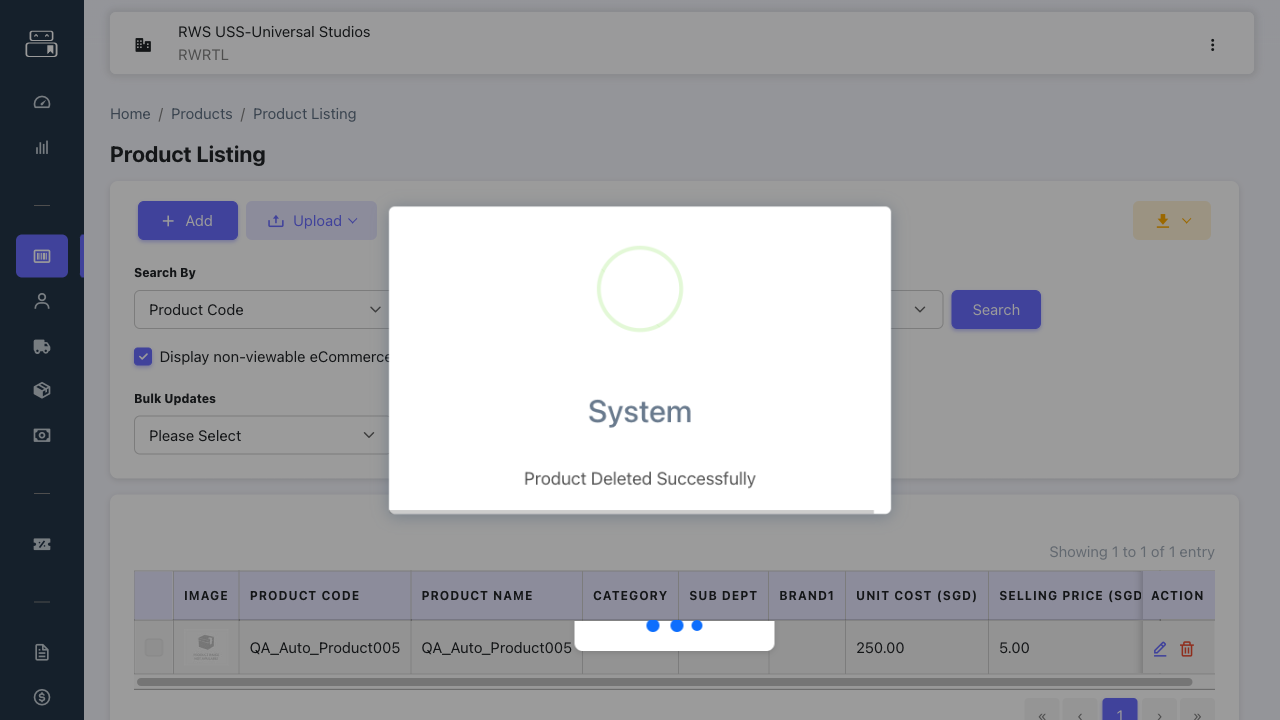 RWS USS-Universal Studios
RWRTL
Home / Products / Product Listing
Product Listing
Add
Upload
Search By
Product Code
Search
Display non-viewable eCommerce
Bulk Updates
Please Select
System
Product Deleted Successfully
Showing 1 to 1 of 1 entry
IMAGE PRODUCT CODE PRODUCT NAME CATEGORY SUB DEPT BRAND1 UNIT COST (SGD) SELLING PRICE (SGD ACTION
QA_Auto_Product005 QA_Auto_Product005 250.00 5.00
« ‹ 1 › »